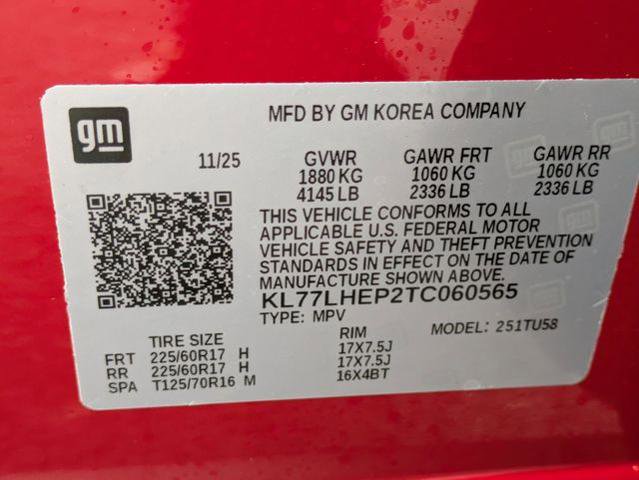 gm
MFD BY GM KOREA COMPANY
11/25 GVWR GAWR FRT GAWR RR
1880 KG 1060 KG 1060 KG
4145 LB 2336 LB 2336 LB
THIS VEHICLE CONFORMS TO ALL
APPLICABLE U.S. FEDERAL MOTOR
VEHICLE SAFETY AND THEFT PREVENTION
STANDARDS IN EFFECT ON THE DATE OF
MANUFACTURE SHOWN ABOVE.
KL77LHEP2TC060565
TYPE: MPV MODEL: 251TU58
TIRE SIZE RIM
FRT 225/60R17 H 17X7.5J
RR 225/60R17 H 17X7.5J
SPA T125/70R16 M 16X4BT